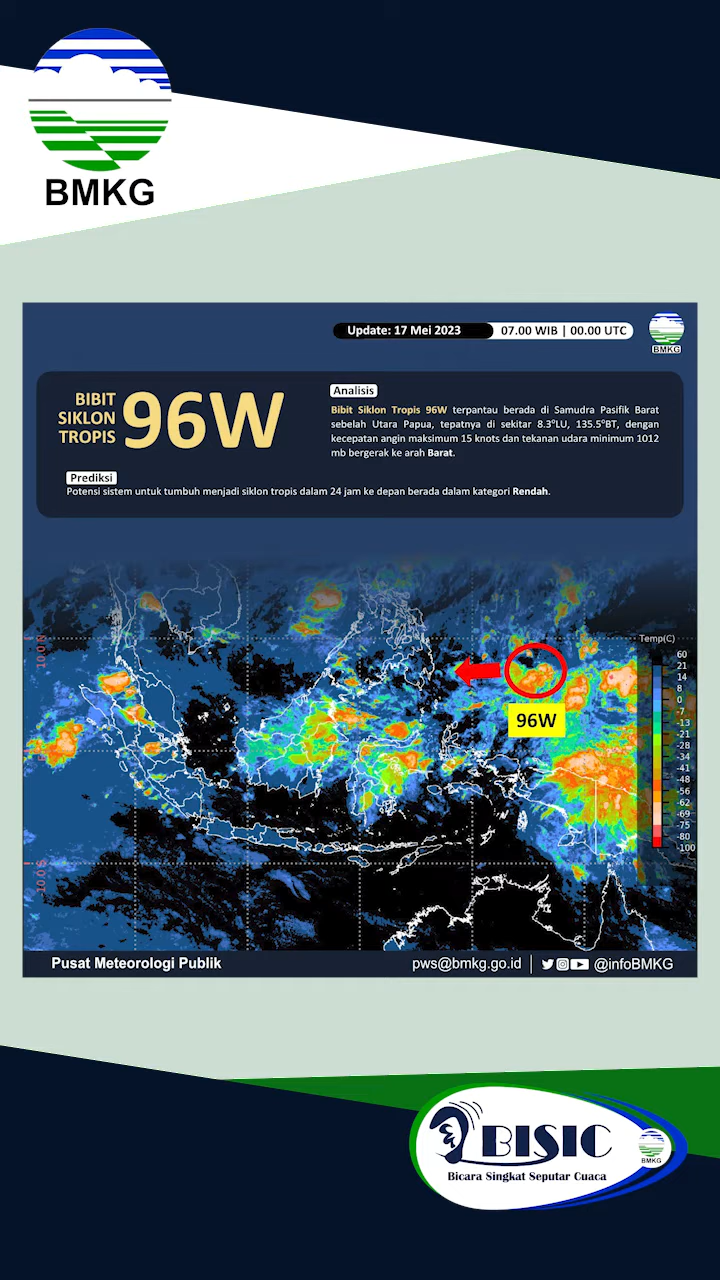 BMKG
Update: 17 Mei 2023 07.00 WIB | 00.00 UTC
BMKG
BIBIT
SIKLON
TROPIS
96W
Analisis
Bibit Siklon Tropis 96W terpantau berada di Samudra Pasifik Barat
sebelah Utara Papua, tepatnya di sekitar 8.3°LU, 135.5°BT, dengan
kecepatan angin maksimum 15 knots dan tekanan udara minimum 1012
mb bergerak ke arah Barat.
Prediksi
Potensi sistem untuk tumbuh menjadi siklon tropis dalam 24 jam ke depan berada dalam kategori Rendah.
10.0 N
10.0 S
96W
Temp(C)
60
21
14
8
0
-7
-13
-21
-28
-34
-41
-48
-56
-62
-69
-75
-80
-100
Pusat Meteorologi Publik
pws@bmkg.go.id | @infoBMKG
BISIC
BMKG
Bicara Singkat Seputar Cuaca